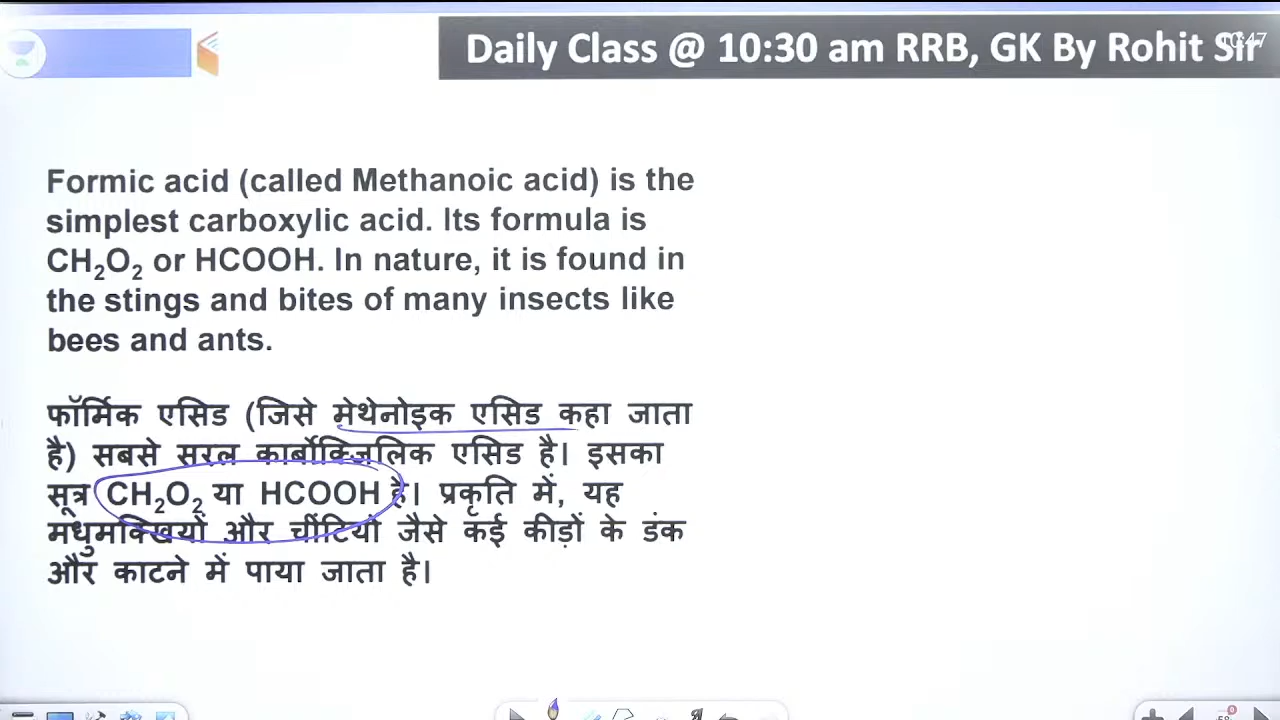 Daily Class @ 10:30 am RRB, GK By Rohit Sir
10:47
Formic acid (called Methanoic acid) is the
simplest carboxylic acid. Its formula is
CH₂O₂ or HCOOH. In nature, it is found in
the stings and bites of many insects like
bees and ants.
फॉर्मिक एसिड (जिसे मेथेनोइक एसिड कहा जाता
है) सबसे सरल कार्बोक्जिलिक एसिड है। इसका
सूत्र CH₂O₂ या HCOOH है। प्रकृति में, यह
मधुमक्खियों और चींटियों जैसे कई कीड़ों के डंक
और काटने में पाया जाता है।